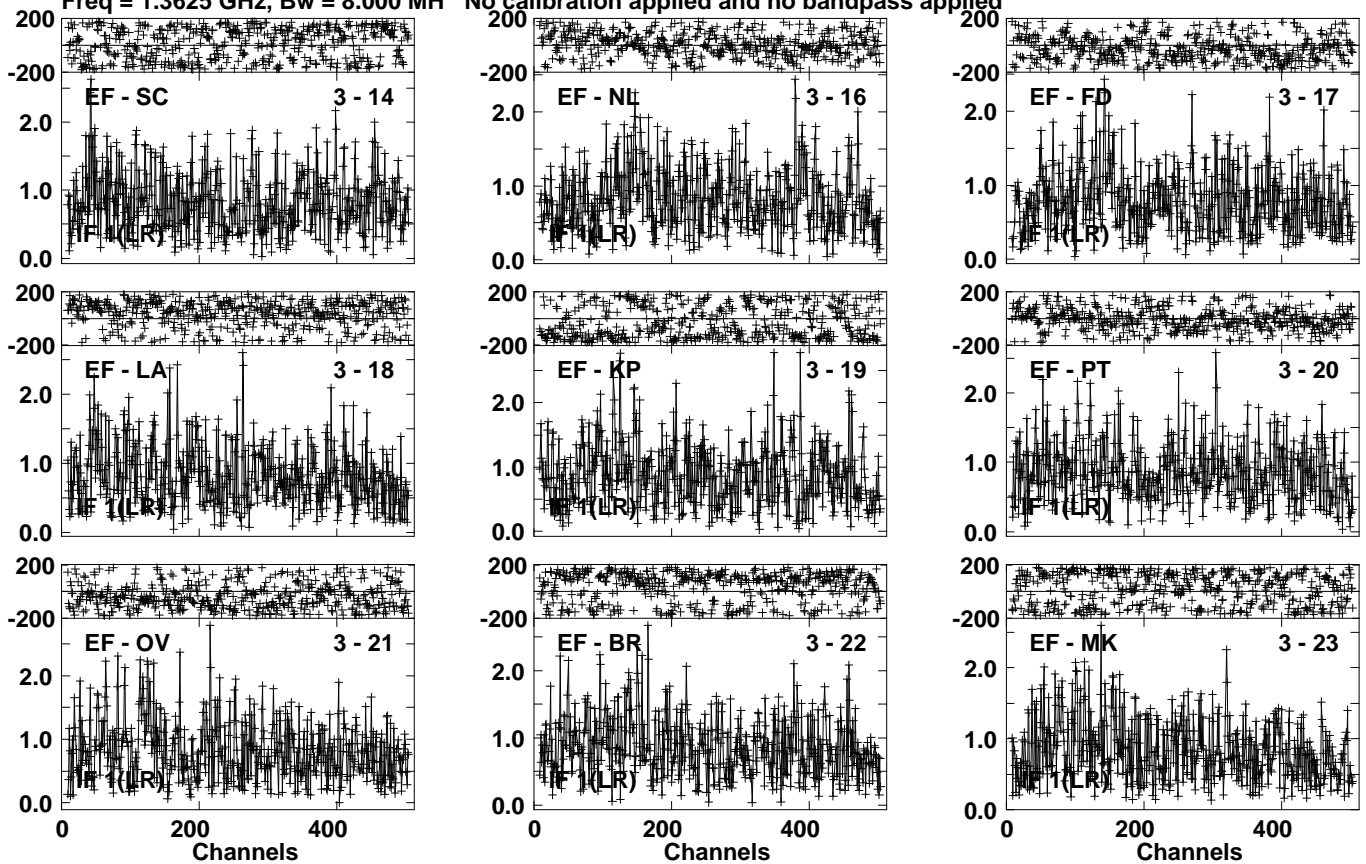 Freq = 1.3625 GHz, Bw = 8.000 MH No calibration applied and no bandpass applied
200 200 200
-200 -200 -200
EF - SC 3 - 14 EF - NL 3 - 16 EF - FD 3 - 17
2.0 2.0 2.0
1.0 1.0 1.0
IF 1(LR) IF 1(LR) IF 1(LR)
0.0 0.0 0.0
200 200 200
-200 -200 -200
EF - LA 3 - 18 EF - KP 3 - 19 EF - PT 3 - 20
2.0 2.0 2.0
1.0 1.0 1.0
IF 1(LR) IF 1(LR) IF 1(LR)
0.0 0.0 0.0
200 200 200
-200 -200 -200
EF - OV 3 - 21 EF - BR 3 - 22 EF - MK 3 - 23
2.0 2.0 2.0
1.0 1.0 1.0
IF 1(LR) IF 1(LR) IF 1(LR)
0.0 0.0 0.0
0 200 400 0 200 400 0 200 400
Channels Channels Channels